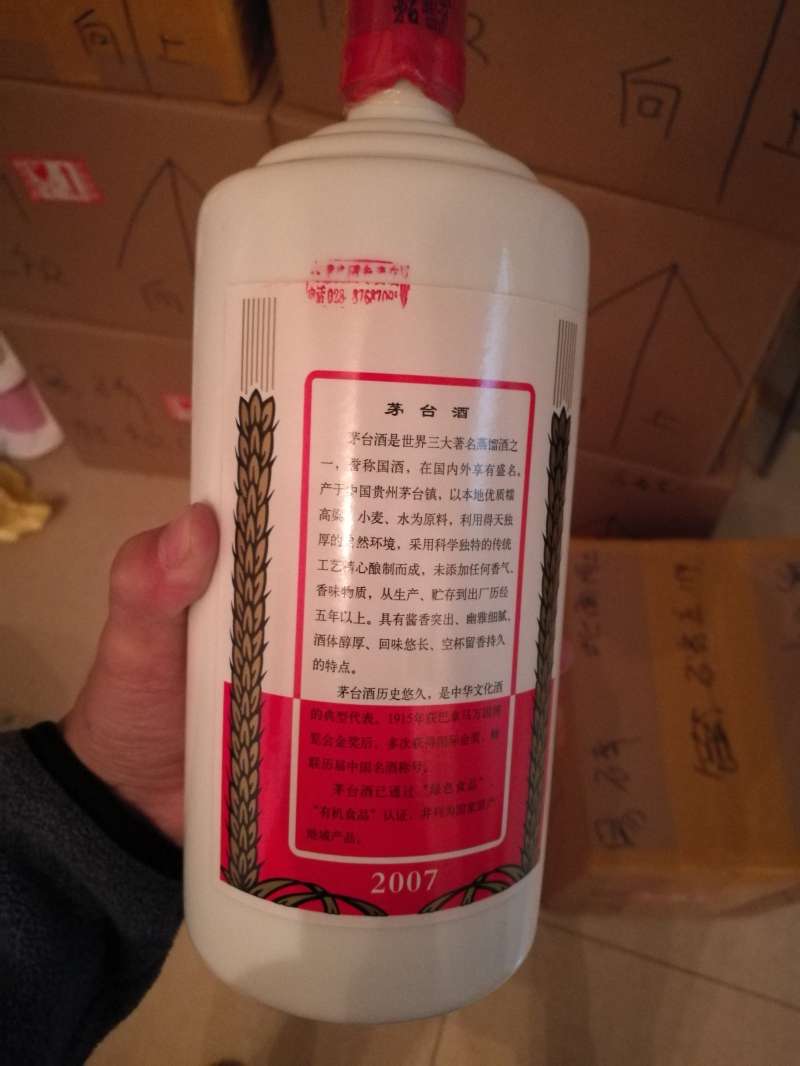 向
向
上
028
茅台酒
茅台酒是世界三大著名蒸馏酒之
一，誉称国酒，在国内外享有盛名。
产于中国贵州茅台镇，以本地优质糯
高粱、小麦、水为原料，利用得天独
厚的自然环境，采用科学独特的传统
工艺精心酿制而成，未添加任何香气、
香味物质，从生产、贮存到出厂历经
五年以上。具有酱香突出、幽雅细腻、
酒体醇厚、回味悠长、空杯留香持久
的特点。
茅台酒历史悠久，是中华文化酒
的典型代表。1915年获巴拿马万国博
览会金奖后，多次获得国际金奖，蝉
联历届中国名酒称号。
茅台酒已通过“绿色食品”、
“有机食品”认证，并列为国家原产
地域产品。
2007